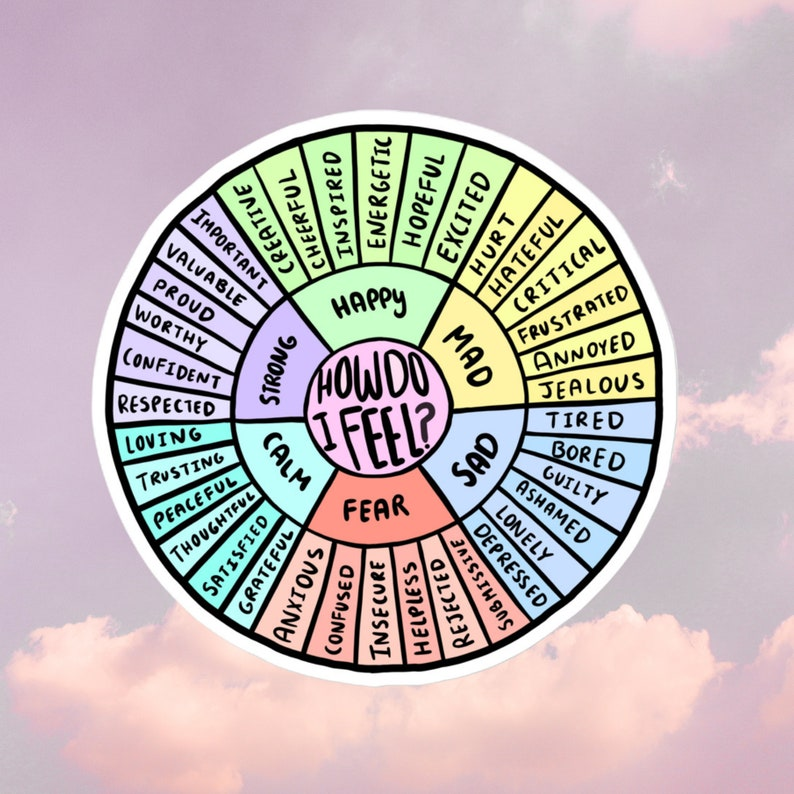 HOW DO
I FEEL?
HAPPY
CREATIVE
CHEERFUL
INSPIRED
ENERGETIC
HOPEFUL
EXCITED
MAD
HURT
HATEFUL
CRITICAL
FRUSTRATED
ANNOYED
JEALOUS
SAD
TIRED
BORED
GUILTY
ASHAMED
LONELY
DEPRESSED
FEAR
SUBMISSIVE
REJECTED
HELPLESS
INSECURE
CONFUSED
ANXIOUS
CALM
GRATEFUL
SATISFIED
THOUGHTFUL
PEACEFUL
TRUSTING
LOVING
STRONG
RESPECTED
CONFIDENT
WORTHY
PROUD
VALUABLE
IMPORTANT